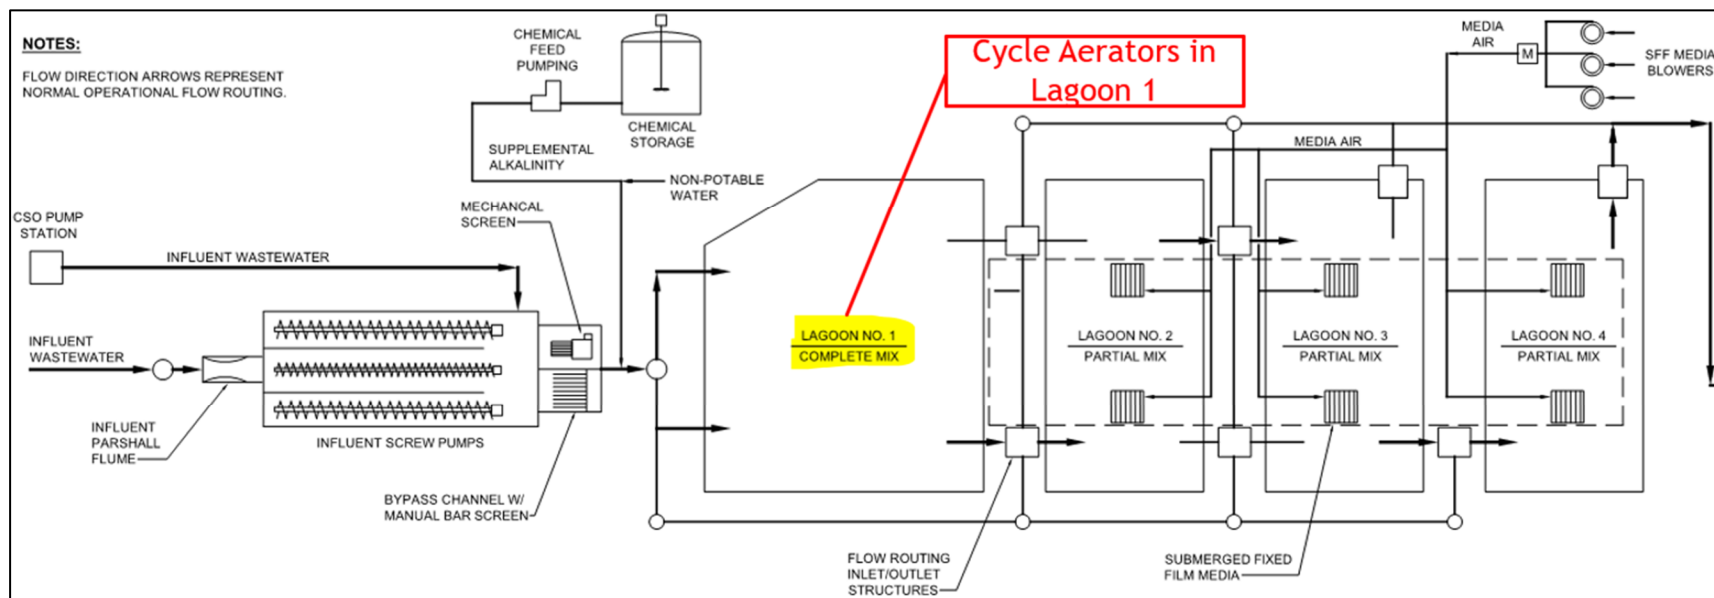 NOTES:
FLOW DIRECTION ARROWS REPRESENT
NORMAL OPERATIONAL FLOW ROUTING.
CHEMICAL
FEED
PUMPING
CHEMICAL
STORAGE
SUPPLEMENTAL
ALKALINITY
NON-POTABLE
WATER
Cycle Aerators in
Lagoon 1
MEDIA
AIR
M
SFF MEDIA
BLOWERS
MEDIA AIR
CSO PUMP
STATION
INFLUENT WASTEWATER
MECHANCAL
SCREEN
INFLUENT
WASTEWATER
INFLUENT
PARSHALL
FLUME
INFLUENT SCREW PUMPS
BYPASS CHANNEL W/
MANUAL BAR SCREEN
LAGOON NO. 1
COMPLETE MIX
LAGOON NO. 2
PARTIAL MIX
LAGOON NO. 3
PARTIAL MIX
LAGOON NO. 4
PARTIAL MIX
FLOW ROUTING
INLET/OUTLET
STRUCTURES
SUBMERGED FIXED
FILM MEDIA